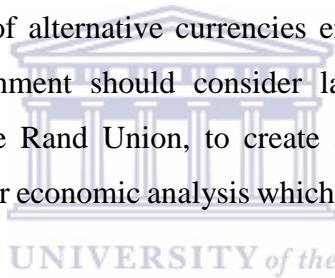 of alternative currencies e
nment should consider la
e Rand Union, to create
r economic analysis which
UNIVERSITY of the